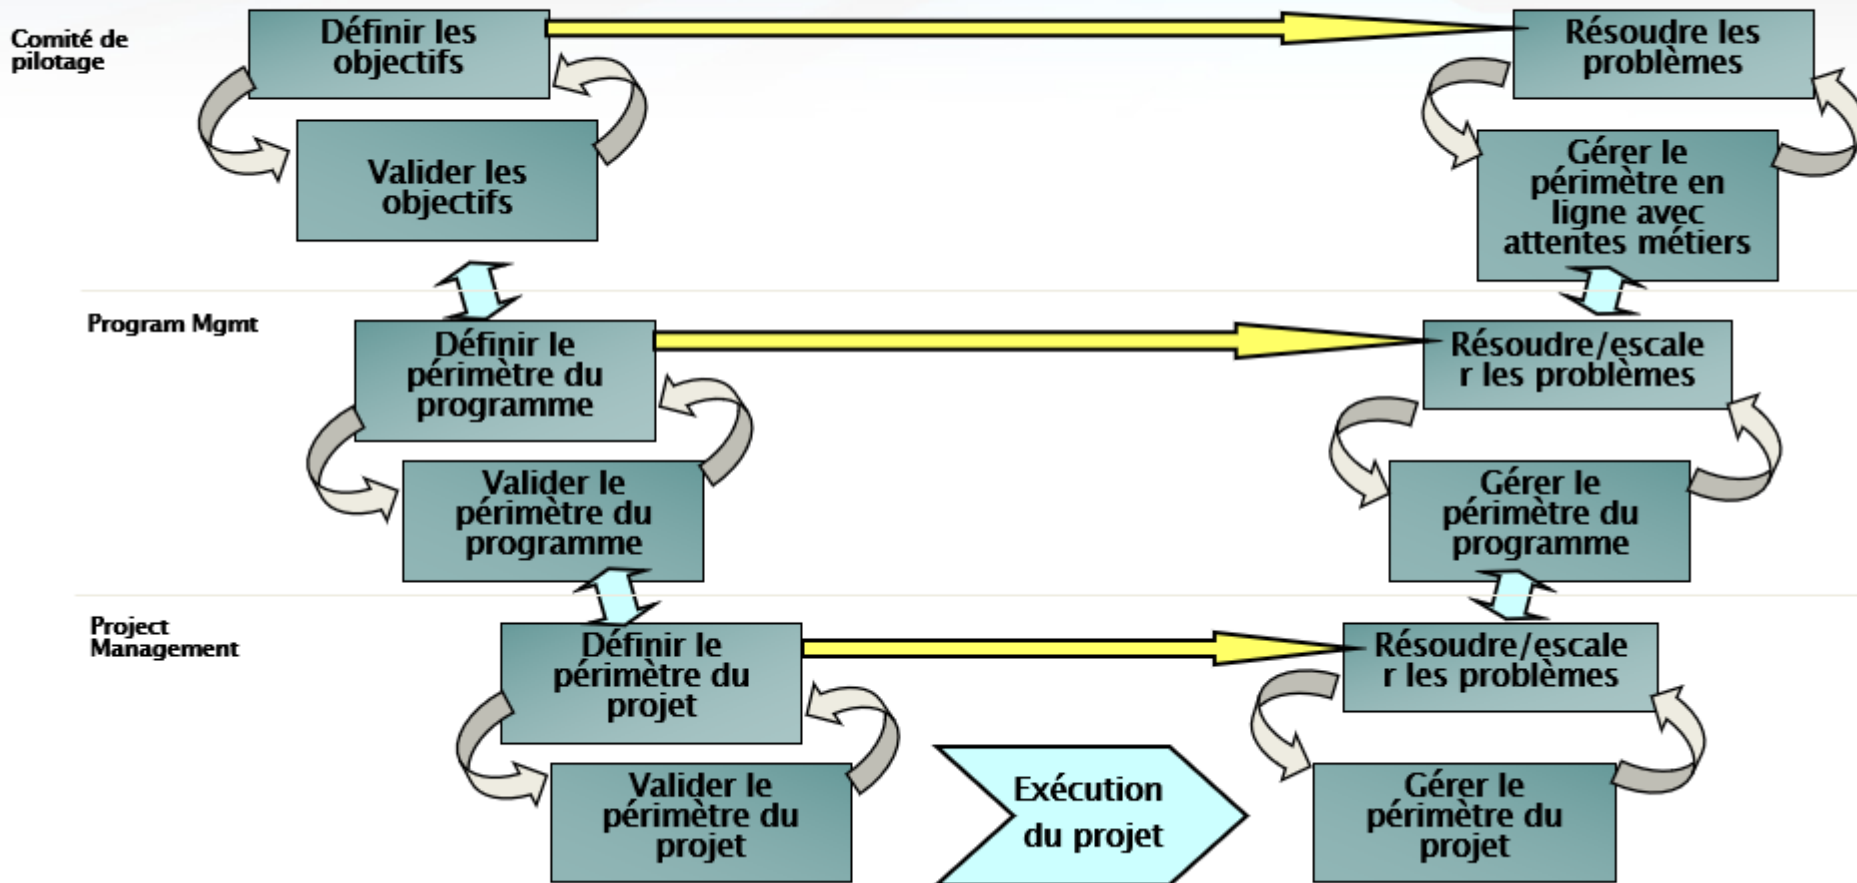 Comité de
pilotage
Définir les
objectifs
Valider les
objectifs
Résoudre les
problèmes
Gérer le
périmètre en
ligne avec
attentes métiers
Program Mgmt
Définir le
périmètre du
programme
Valider le
périmètre du
programme
Résoudre/escale
r les problèmes
Gérer le
périmètre du
programme
Project
Management
Définir le
périmètre du
projet
Valider le
périmètre du
projet
Exécution
du projet
Résoudre/escale
r les problèmes
Gérer le
périmètre du
projet